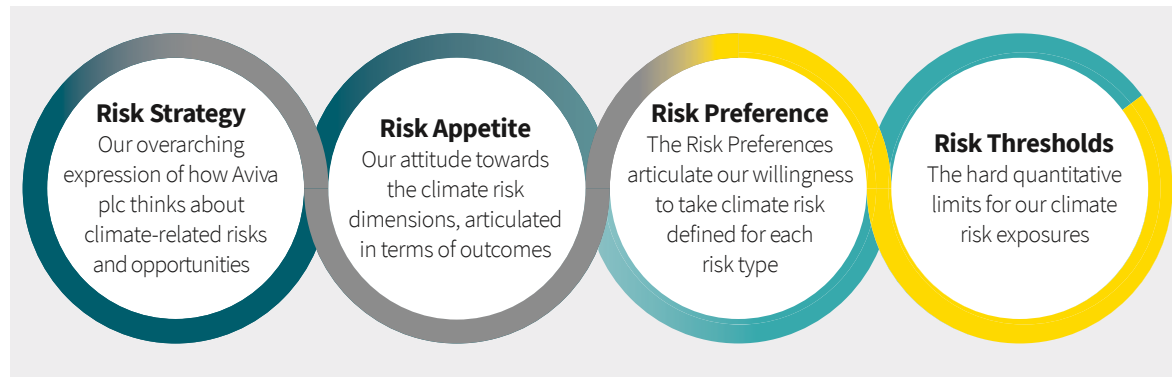 Risk Strategy
Our overarching
expression of how Aviva
plc thinks about
climate-related risks
and opportunities
Risk Appetite
Our attitude towards
the climate risk
dimensions, articulated
in terms of outcomes
Risk Preference
The Risk Preferences
articulate our willingness
to take climate risk
defined for each
risk type
Risk Thresholds
The hard quantitative
limits for our climate
risk exposures